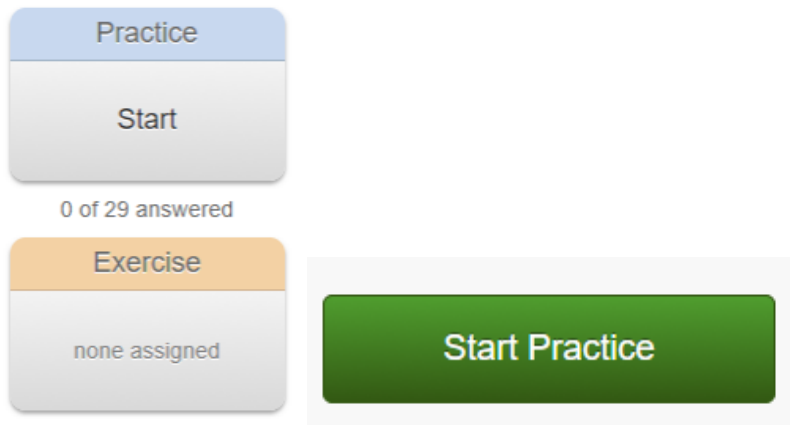 Practice
Start
0 of 29 answered
Exercise
none assigned
Start Practice